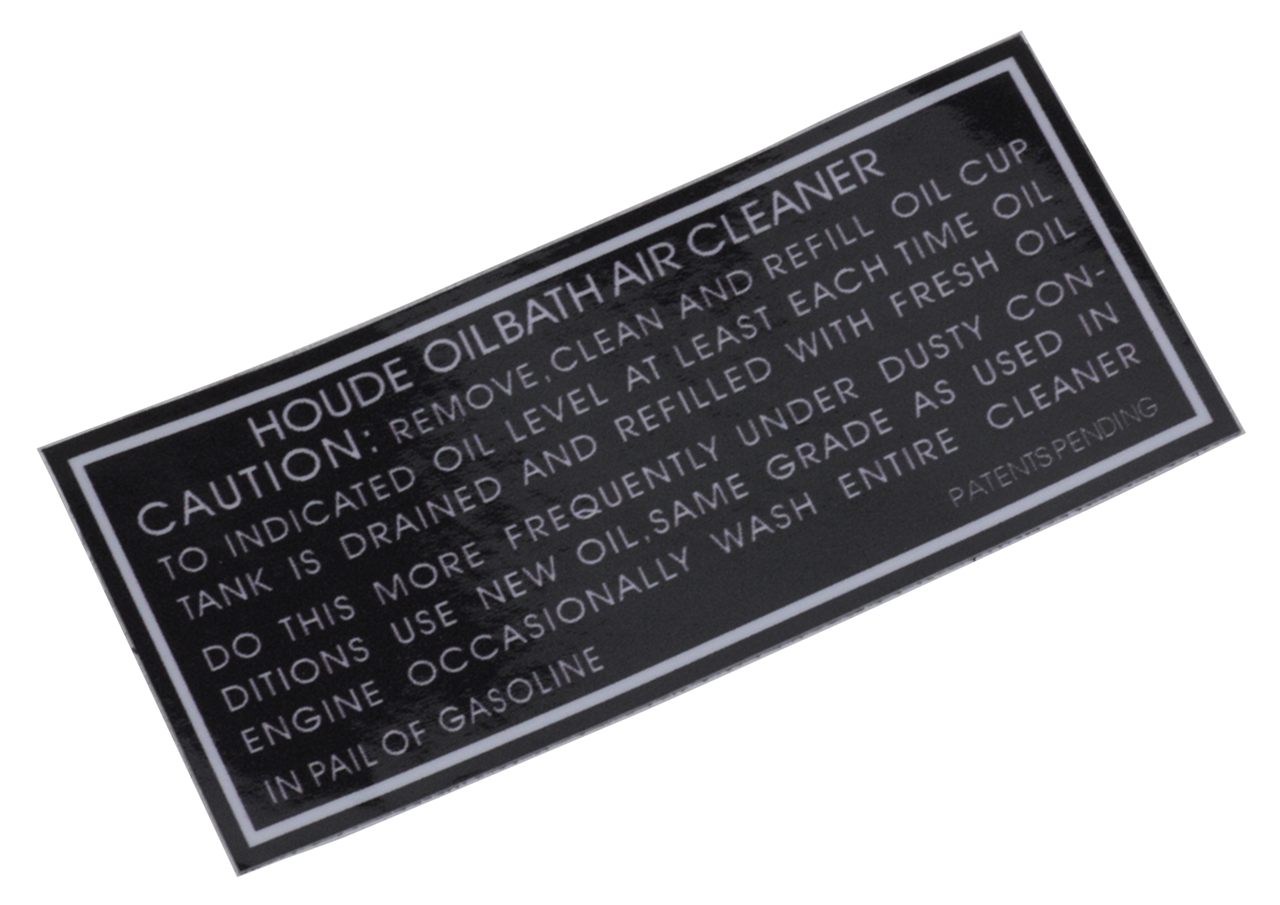 HOUDE OILBATH AIR CLEANER
CAUTION: REMOVE, CLEAN AND REFILL OIL CUP
TO INDICATED OIL LEVEL AT LEAST EACH TIME OIL
TANK IS DRAINED AND REFILLED WITH FRESH OIL
DO THIS MORE FREQUENTLY UNDER DUSTY CON-
DITIONS USE NEW OIL, SAME GRADE AS USED IN
ENGINE OCCASIONALLY WASH ENTIRE CLEANER
IN PAIL OF GASOLINE
PATENTS PENDING